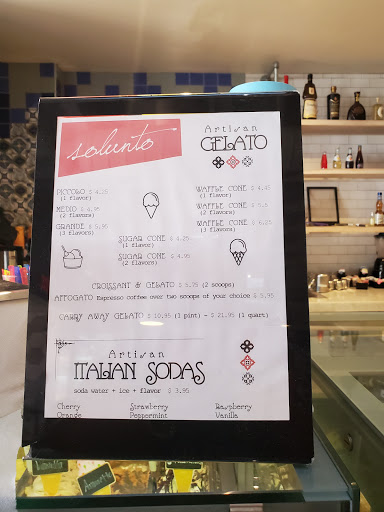 solunto
Artisan
GELATO
PICCOLO $ 4.25
(1 flavor)
MEDIO $ 4.95
(2 flavors)
GRANDE $ 5.95
(3 flavors)
WAFFLE CONE $ 4.45
(1 flavor)
WAFFLE CONE $ 5.5
(2 flavors)
WAFFLE CONE $ 6.25
(3 flavors)
SUGAR CONE $ 4.25
(1 flavor)
SUGAR CONE $ 4.95
(2 flavors)
CROISSANT & GELATO $ 5.75 (2 scoops)
AFFOGATO Espresso coffee over two scoops of your choice $ 5.95
CARRY AWAY GELATO $ 10.95 (1 pint) - $ 21.95 (1 quart)
Artisan
ITALIAN SODAS
soda water + ice + flavor $ 3.95
Cherry Strawberry Raspberry
Orange Peppermint Vanilla